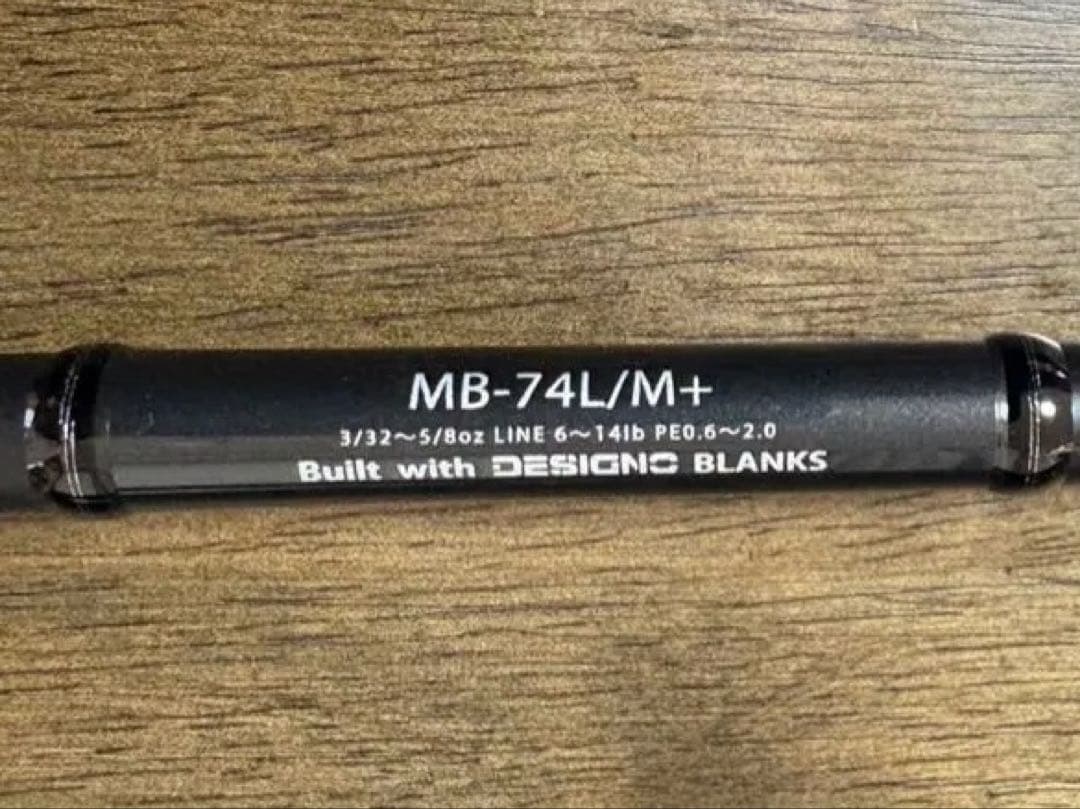 MB-74L/M+
3/32～5/8oz LINE 6～14lb PE0.6～2.0
Built with DESIGNO BLANKS